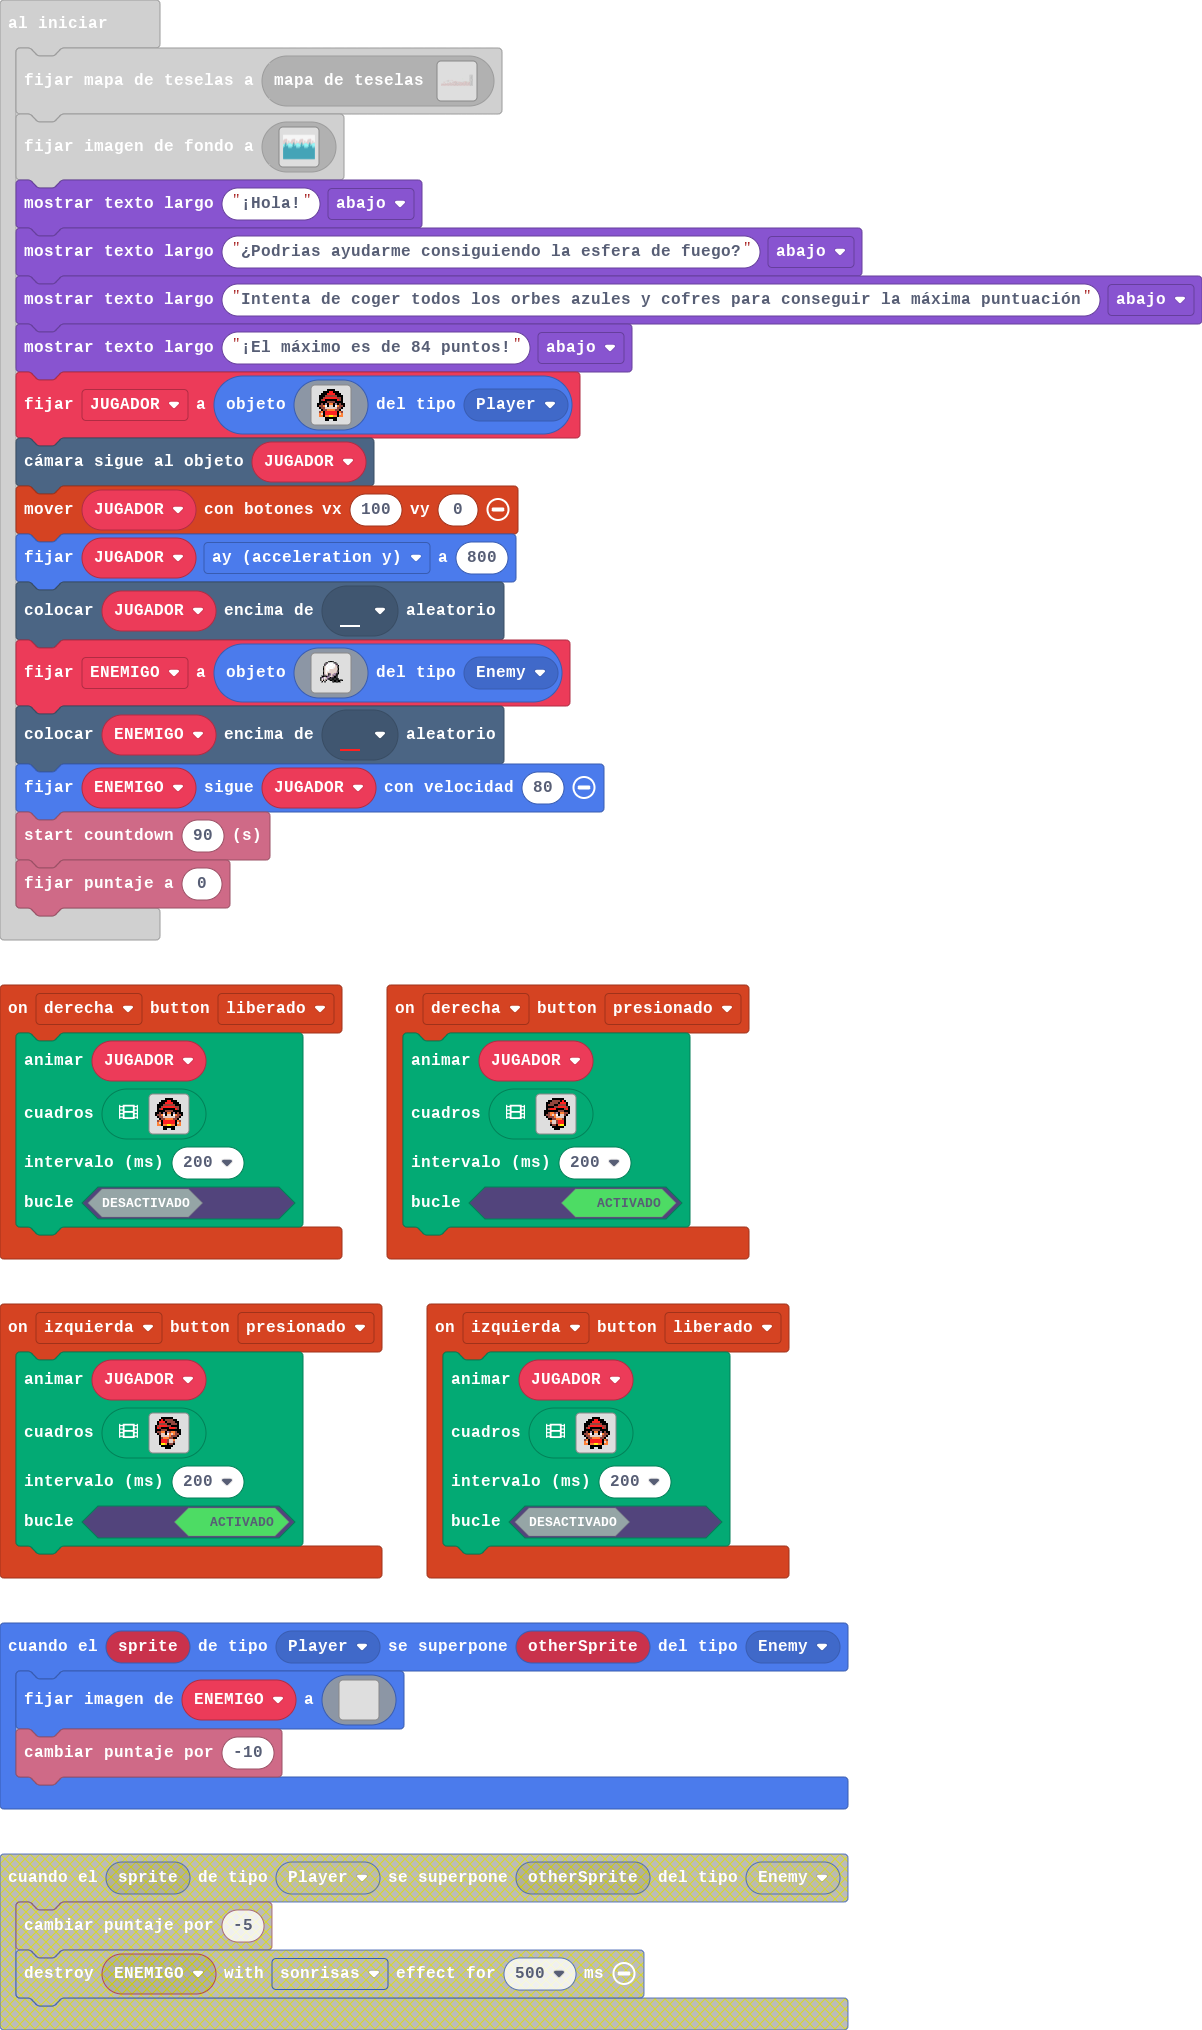 al iniciar
fijar mapa de teselas a mapa de teselas
fijar imagen de fondo a
mostrar texto largo "¡Hola!" abajo
mostrar texto largo "¿Podrias ayudarme consiguiendo la esfera de fuego?" abajo
mostrar texto largo "Intenta de coger todos los orbes azules y cofres para conseguir la máxima puntuación" abajo
mostrar texto largo "¡El máximo es de 84 puntos!" abajo
fijar JUGADOR a objeto del tipo Player
cámara sigue al objeto JUGADOR
mover JUGADOR con botones vx 100 vy 0
fijar JUGADOR ay (acceleration y) a 800
colocar JUGADOR encima de aleatorio
fijar ENEMIGO a objeto del tipo Enemy
colocar ENEMIGO encima de aleatorio
fijar ENEMIGO sigue JUGADOR con velocidad 80
start countdown 90 (s)
fijar puntaje a 0
on derecha button liberado
animar JUGADOR
cuadros
intervalo (ms) 200
bucle DESACTIVADO
on derecha button presionado
animar JUGADOR
cuadros
intervalo (ms) 200
bucle ACTIVADO
on izquierda button presionado
animar JUGADOR
cuadros
intervalo (ms) 200
bucle ACTIVADO
on izquierda button liberado
animar JUGADOR
cuadros
intervalo (ms) 200
bucle DESACTIVADO
cuando el sprite de tipo Player se superpone otherSprite del tipo Enemy
fijar imagen de ENEMIGO a
cambiar puntaje por -10
cuando el sprite de tipo Player se superpone otherSprite del tipo Enemy
cambiar puntaje por -5
destroy ENEMIGO with sonrisas effect for 500 ms